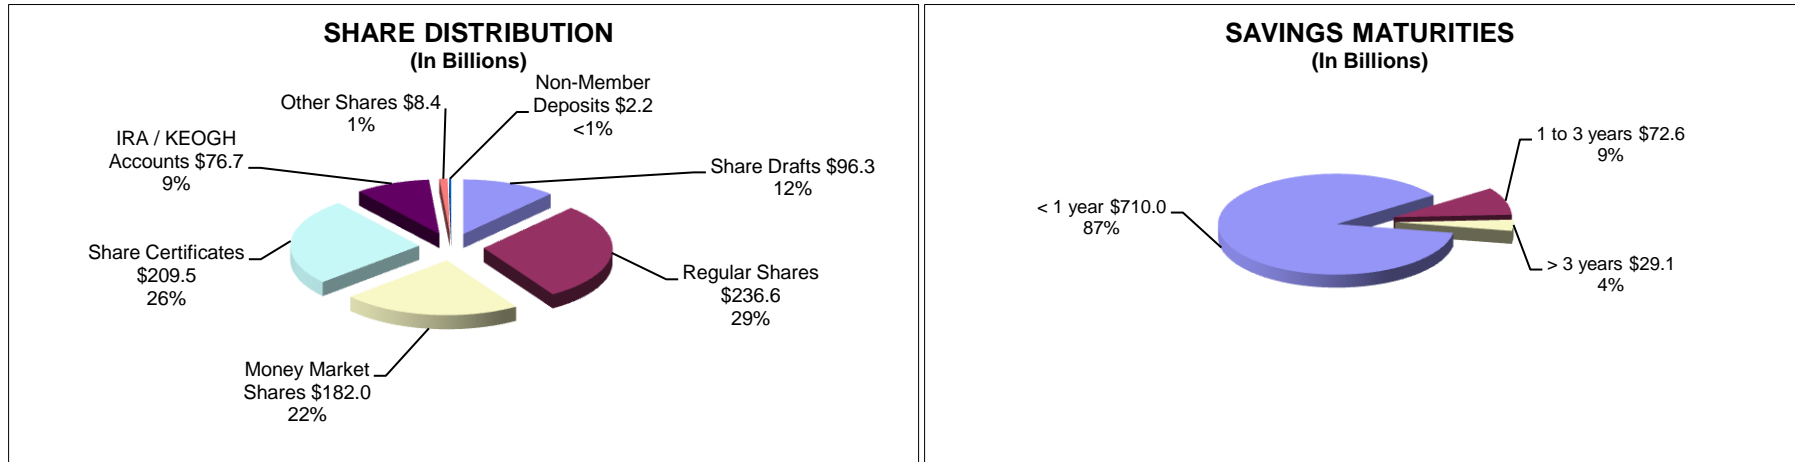 SHARE DISTRIBUTION
(In Billions)
Non-Member
Deposits $2.2
<1%
Other Shares $8.4
1%
IRA / KEOGH
Accounts $76.7
9%
Share Drafts $96.3
12%
Share Certificates
$209.5
26%
Regular Shares
$236.6
29%
Money Market
Shares $182.0
22%
SAVINGS MATURITIES
(In Billions)
1 to 3 years $72.6
9%
< 1 year $710.0
87%
> 3 years $29.1
4%